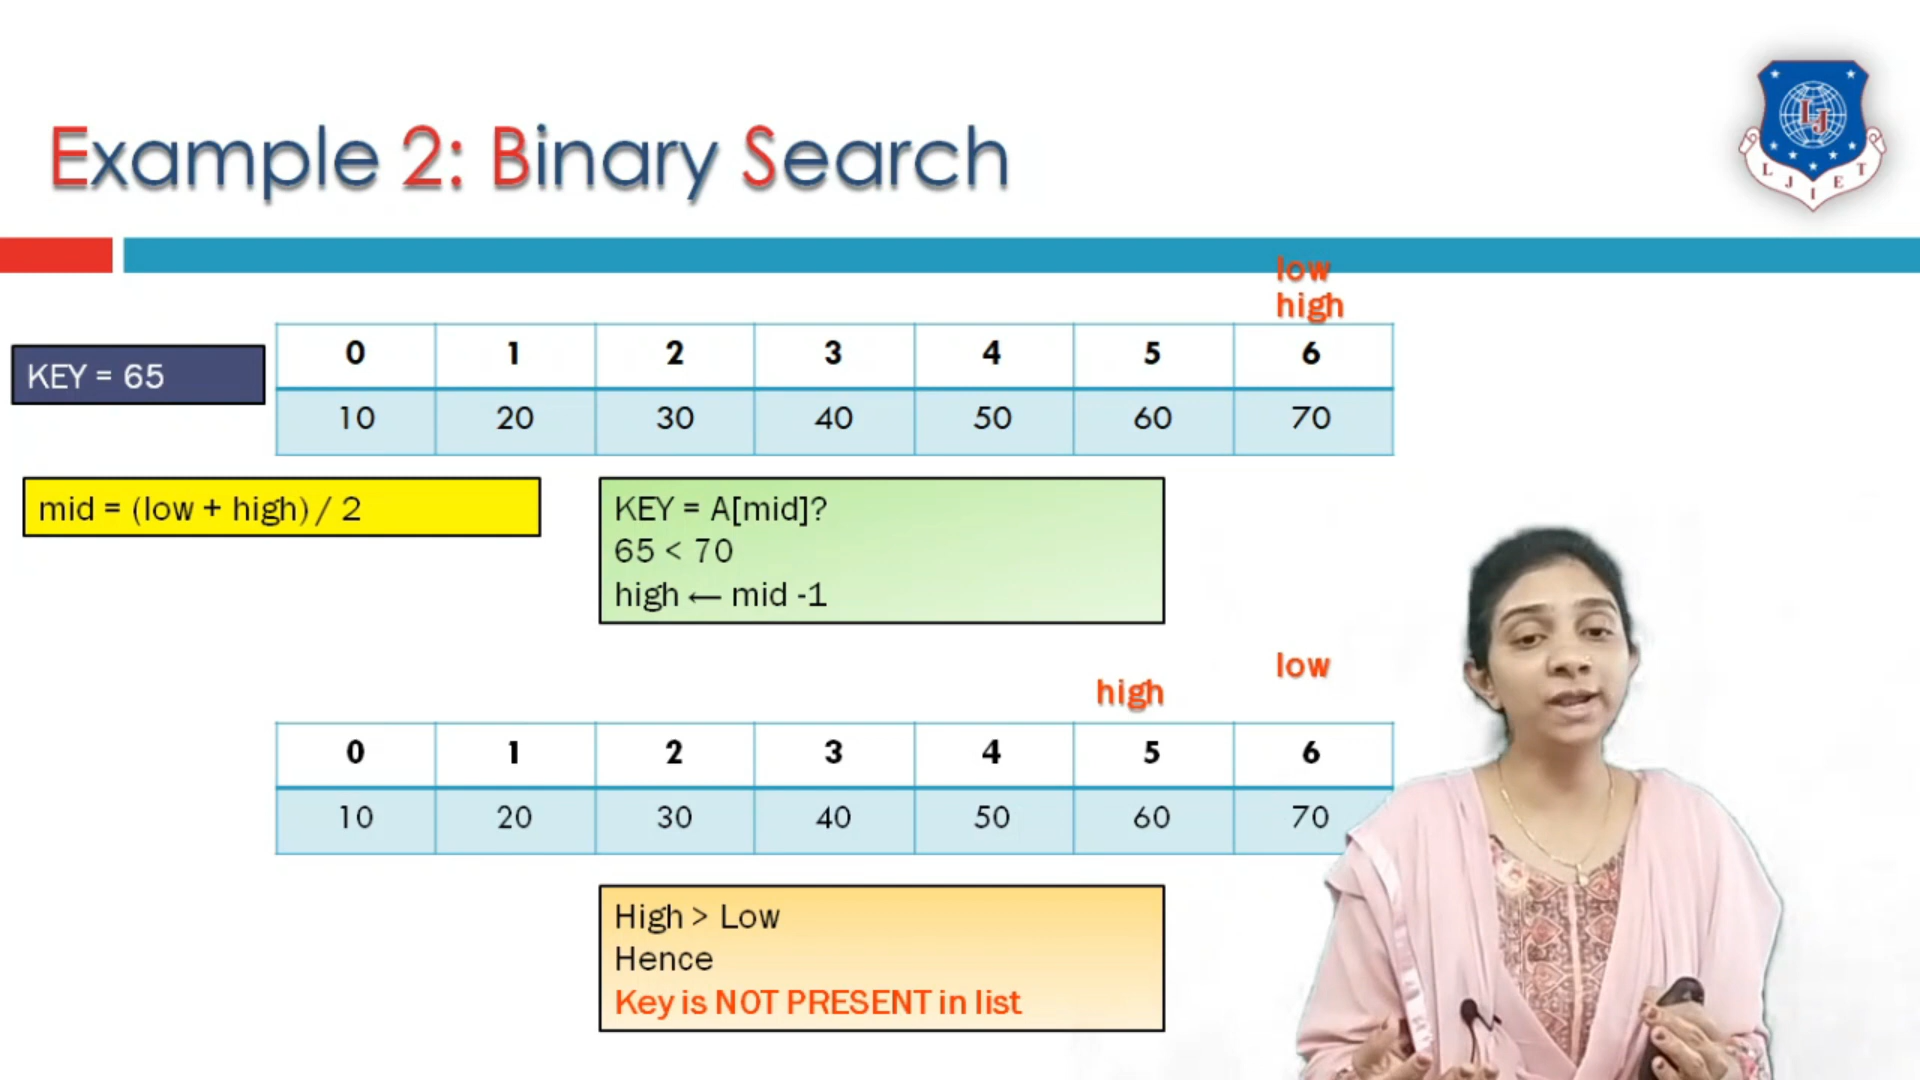 Example 2: Binary Search
L J I E T
LJ
low
high
KEY = 65
0 1 2 3 4 5 6
10 20 30 40 50 60 70
mid = (low + high) / 2
KEY = A[mid]?
65 < 70
high ← mid -1
low
high
0 1 2 3 4 5 6
10 20 30 40 50 60 70
High > Low
Hence
Key is NOT PRESENT in list